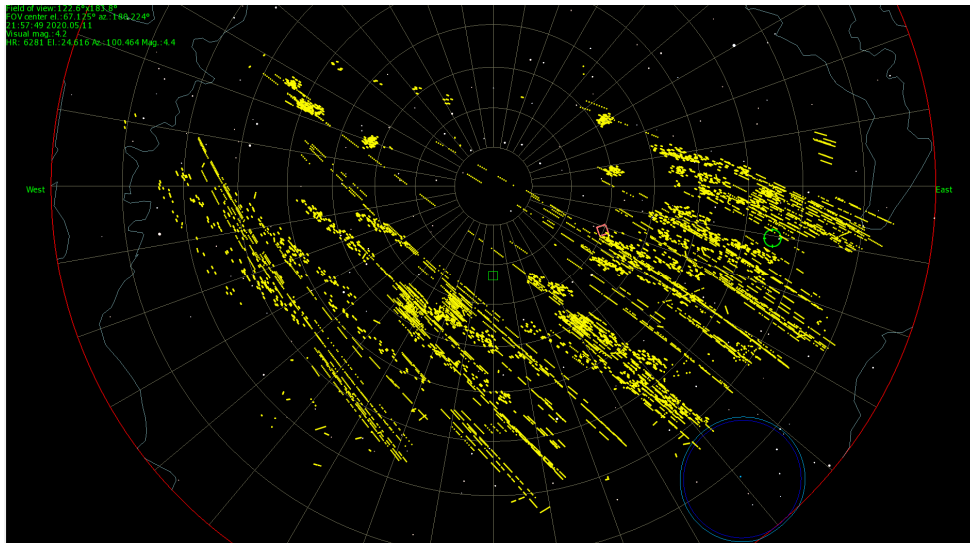 Field of view:122.6°x183.8°
FOV center el.:67.175° az.:180.224°
21:57:49 2020.05.11
Visual mag.:4.2
HR: 6281 El.:24.616 Az.:100.464 Mag.:4.4
West
East